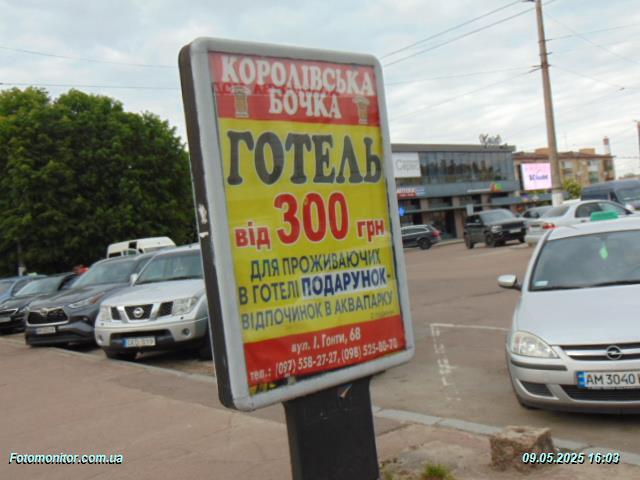 КОРОЛІВСЬКА
БОЧКА
ГОТЕЛЬ
від 300 грн
ДЛЯ ПРОЖИВАЮЧИХ
В ГОТЕЛІ ПОДАРУНОК-
ВІДПОЧИНОК В АКВАПАРКУ
вул. І. Гонти, 68
тел.: (097) 558-27-27, (098) 525-80-70
AM 3040
Fotomonitor.com.ua
09.05.2025 16:03